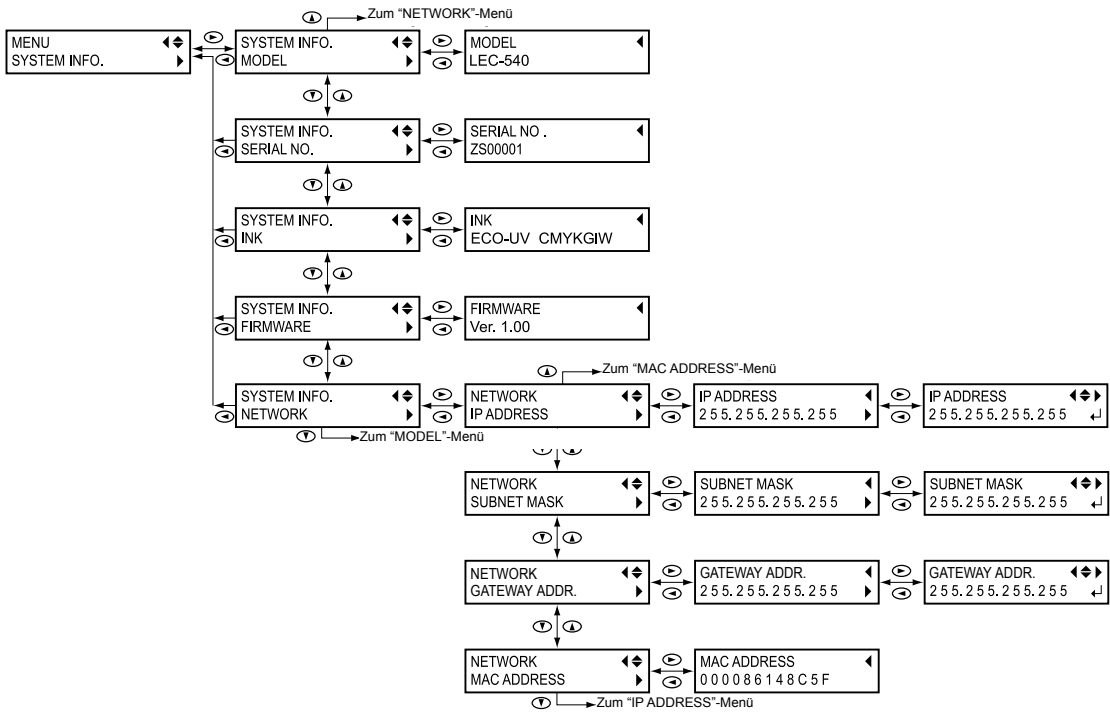 Zum “NETWORK”-Menü
MENU
SYSTEM INFO.
SYSTEM INFO.
MODEL
MODEL
LEC-540
SYSTEM INFO.
SERIAL NO.
SERIAL NO .
ZS00001
SYSTEM INFO.
INK
INK
ECO-UV CMYKGlW
SYSTEM INFO.
FIRMWARE
FIRMWARE
Ver. 1.00
Zum “MAC ADDRESS”-Menü
SYSTEM INFO.
NETWORK
NETWORK
IP ADDRESS
IP ADDRESS
255.255.255.255
IP ADDRESS
255.255.255.255
Zum “MODEL”-Menü
NETWORK
SUBNET MASK
SUBNET MASK
255.255.255.255
SUBNET MASK
255.255.255.255
NETWORK
GATEWAY ADDR.
GATEWAY ADDR.
255.255.255.255
GATEWAY ADDR.
255.255.255.255
NETWORK
MAC ADDRESS
MAC ADDRESS
000086148C5F
Zum “IP ADDRESS”-Menü